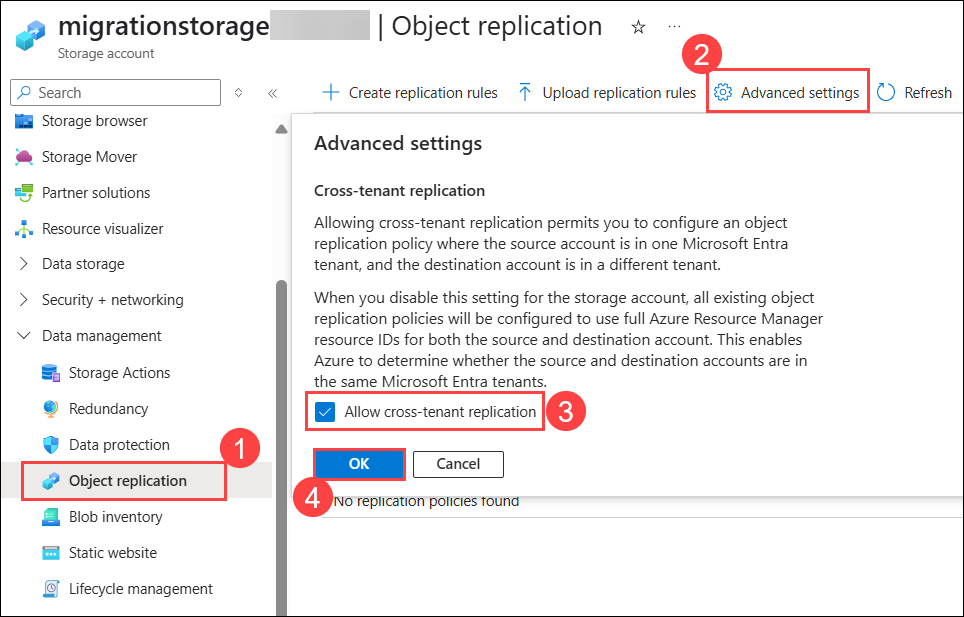 migrationstorage | Object replication
Storage account
Search
Create replication rules Upload replication rules Advanced settings Refresh
2
Storage browser
Storage Mover
Partner solutions
Resource visualizer
Data storage
Security + networking
Data management
Storage Actions
Redundancy
Data protection
1
Object replication
Blob inventory
Static website
Lifecycle management
Advanced settings
Cross-tenant replication
Allowing cross-tenant replication permits you to configure an object
replication policy where the source account is in one Microsoft Entra
tenant, and the destination account is in a different tenant.
When you disable this setting for the storage account, all existing object
replication policies will be configured to use full Azure Resource Manager
resource IDs for both the source and destination account. This enables
Azure to determine whether the source and destination accounts are in
the same Microsoft Entra tenants.
Allow cross-tenant replication 3
OK Cancel
4
No replication policies found